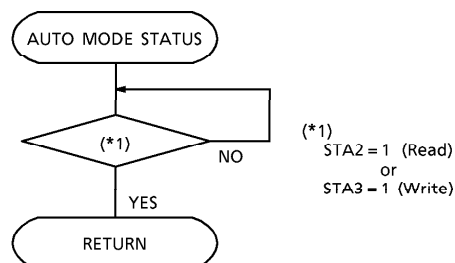 AUTO MODE STATUS
(*1)
NO
YES
RETURN
(*1)
STA2 = 1 (Read)
or
STA3 = 1 (Write)